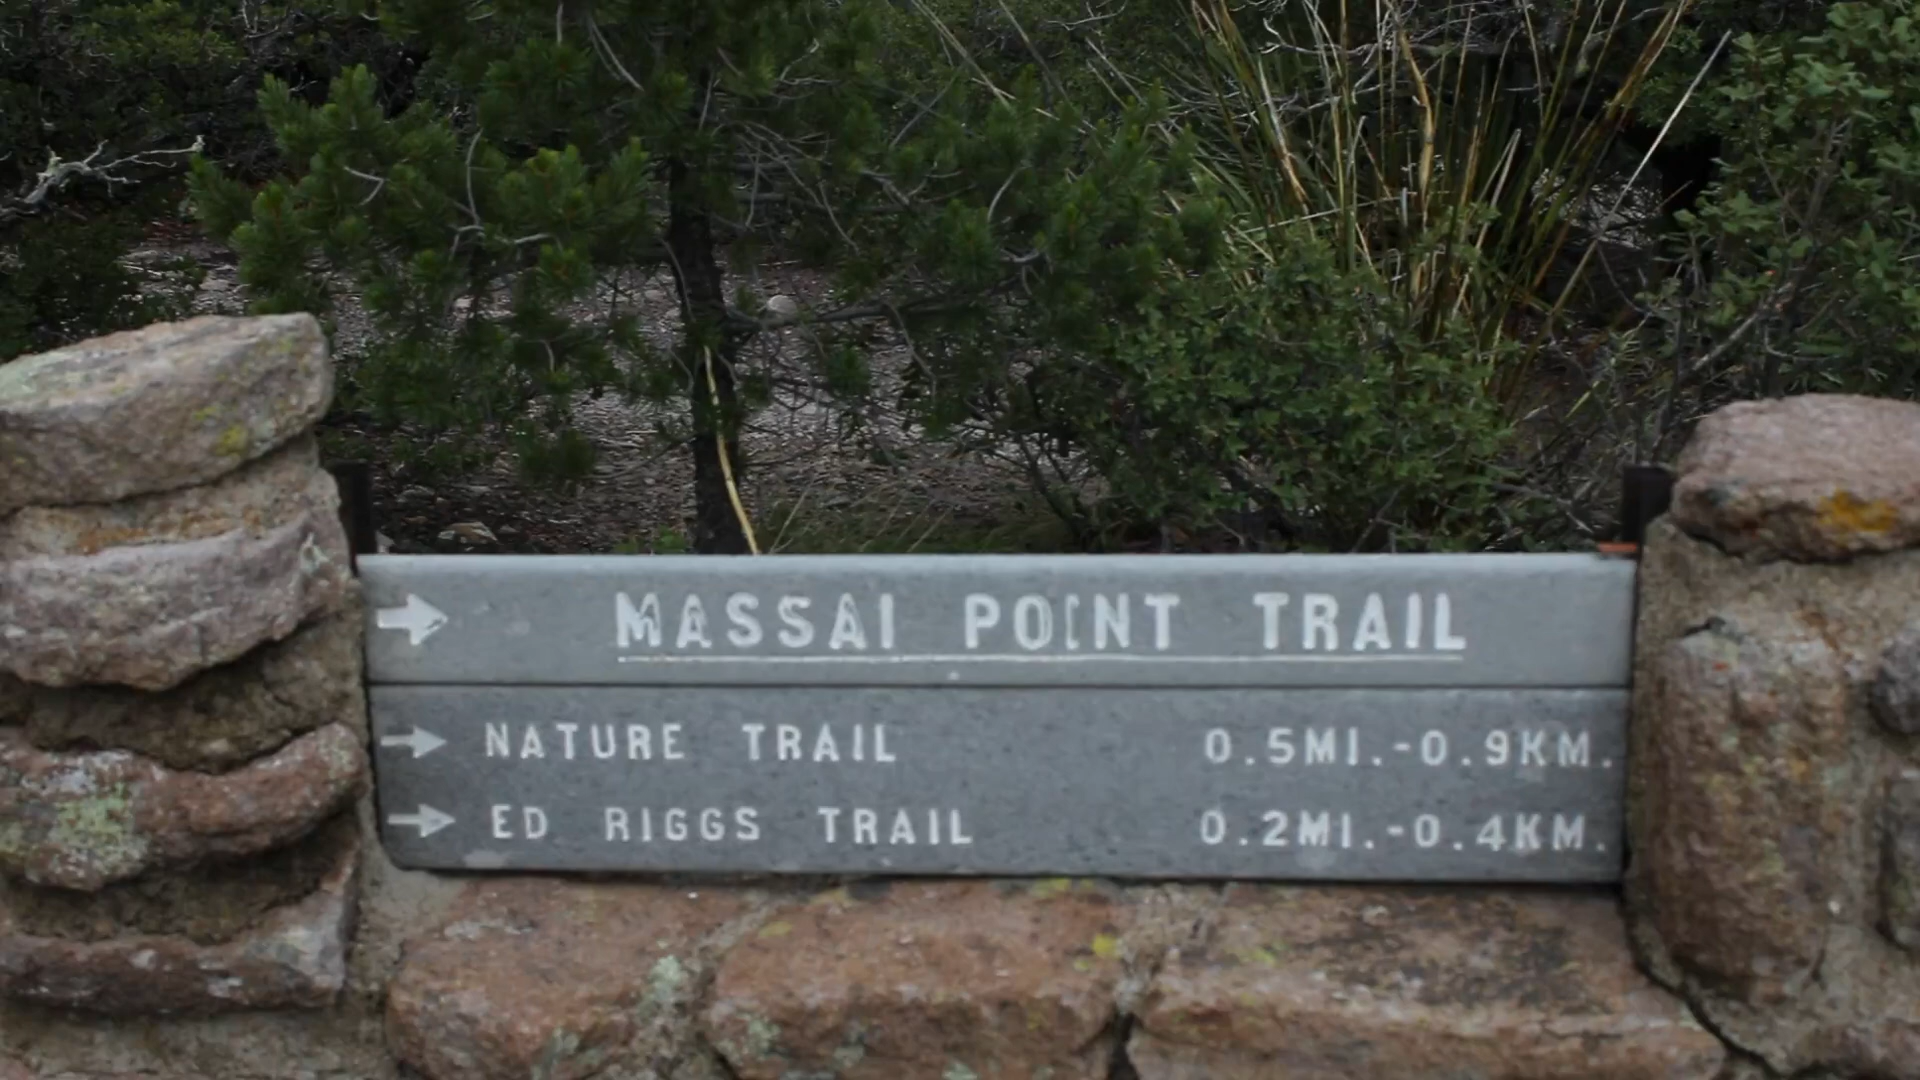 MASSAI POINT TRAIL
NATURE TRAIL 0.5MI.-0.9KM.
ED RIGGS TRAIL 0.2MI.-0.4KM.